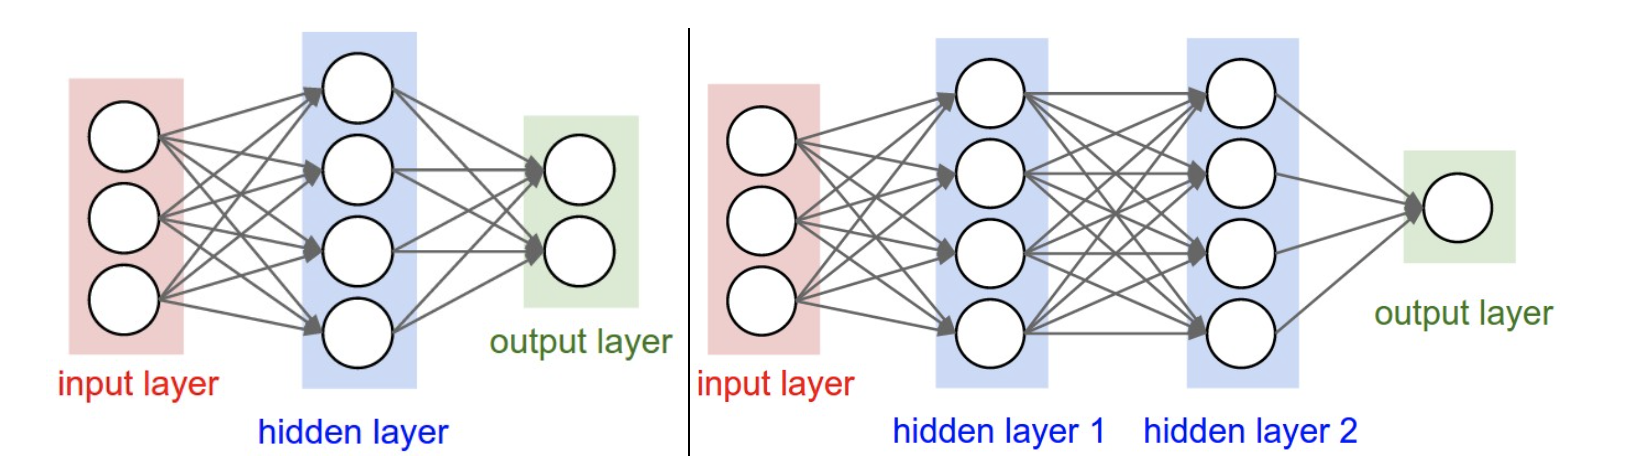 input layer
hidden layer
output layer
input layer
hidden layer 1
hidden layer 2
output layer